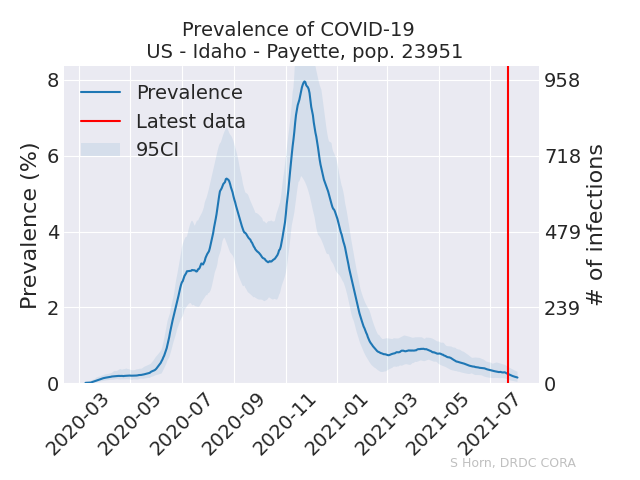 Prevalence of COVID-19
US - Idaho - Payette, pop. 23951
Prevalence
Latest data
95CI
Prevalence (%)
8
6
4
2
0
# of infections
958
718
479
239
0
2020-03
2020-05
2020-07
2020-09
2020-11
2021-01
2021-03
2021-05
2021-07
S Horn, DRDC CORA